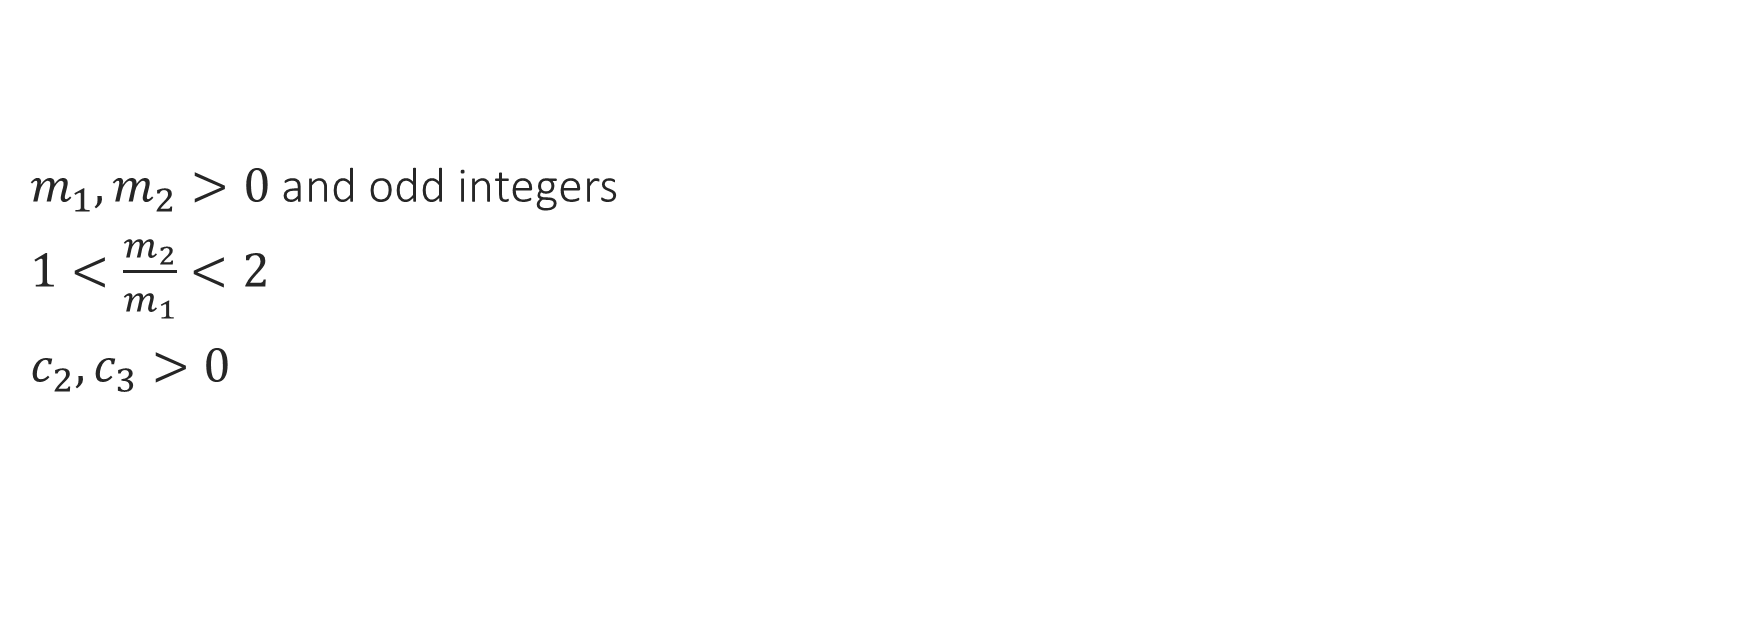 m₁, m₂ > 0 and odd integers
1 < m₂/m₁ < 2
c₂, c₃ > 0